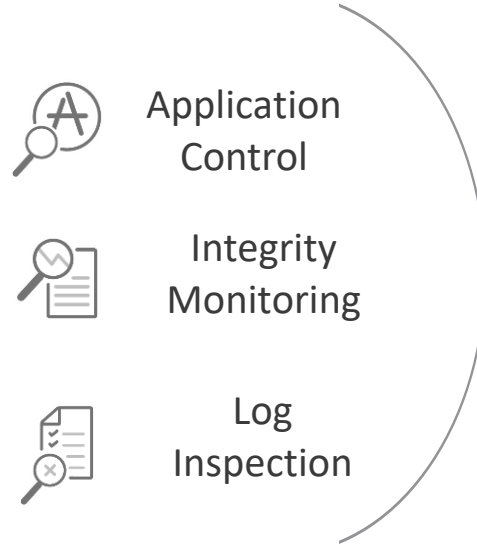 Application
Control
Integrity
Monitoring
Log
Inspection